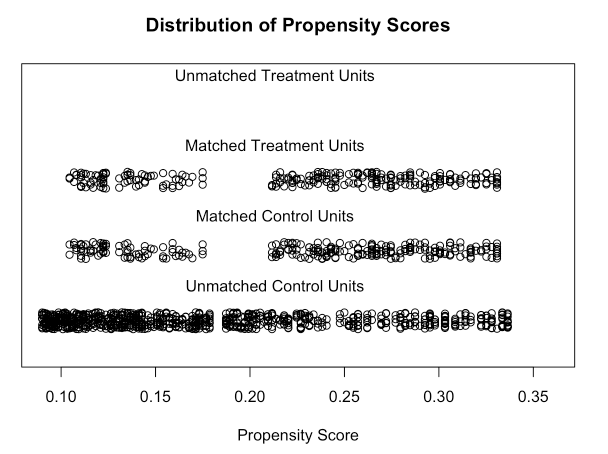 Distribution of Propensity Scores
Unmatched Treatment Units
Matched Treatment Units
Matched Control Units
Unmatched Control Units
0.10 0.15 0.20 0.25 0.30 0.35
Propensity Score